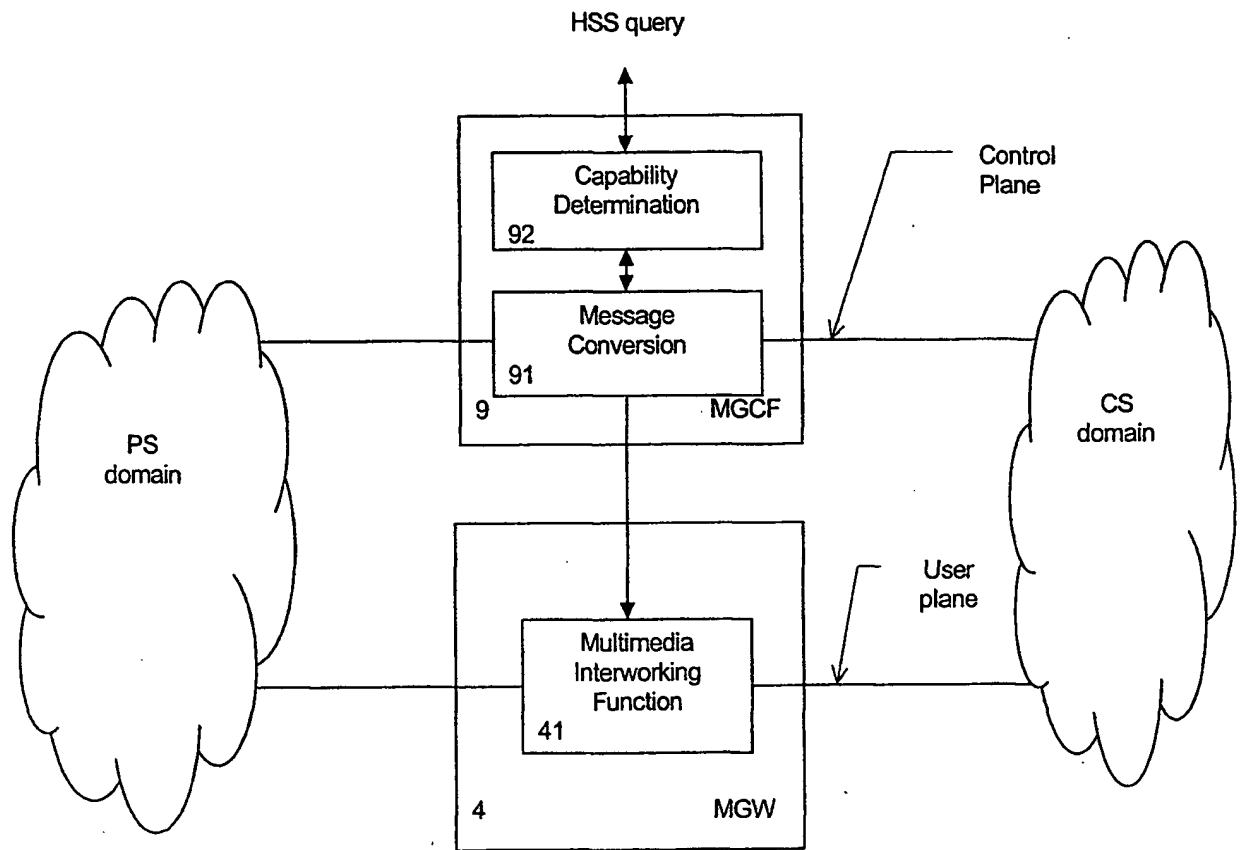 HSS query
Capability
Determination
92
Control
Plane
Message
Conversion
91
9
MGCF
PS
domain
CS
domain
User
plane
Multimedia
Interworking
Function
41
4
MGW